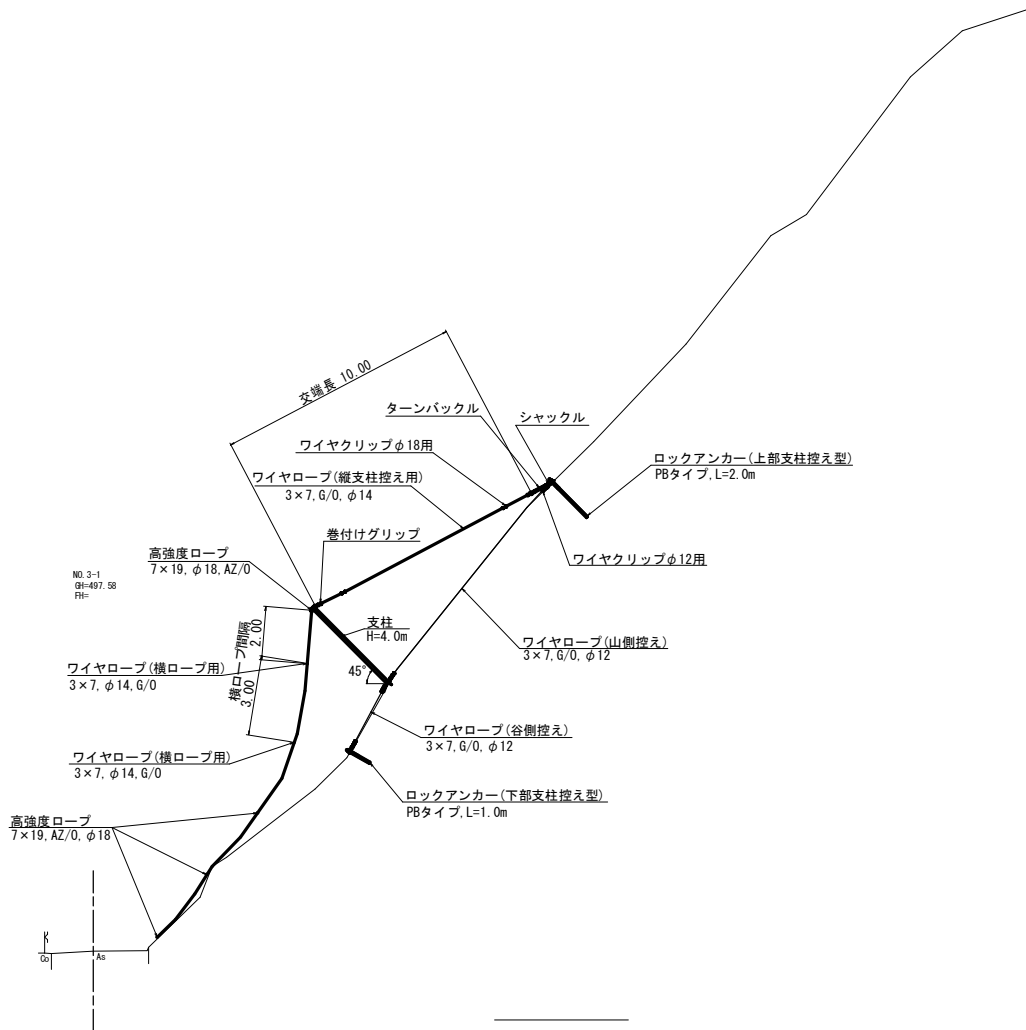 交端長 10.00
ターンバックル
シャックル
ワイヤクリップφ18用
ロックアンカー(上部支柱控え型)
PBタイプ,L=2.0m
ワイヤロープ(縦支柱控え用)
3×7,G/O,φ14
巻付けグリップ
高強度ロープ
7×19,φ18,AZ/O
ワイヤクリップφ12用
NO.3-1
GH=497.58
FH=
支柱
H=4.0m
横ロープ間隔
2.00
3.00
ワイヤロープ(山側控え)
3×7,G/O,φ12
ワイヤロープ(横ロープ用)
3×7,φ14,G/O
45°
ワイヤロープ(谷側控え)
3×7,G/O,φ12
ワイヤロープ(横ロープ用)
3×7,φ14,G/O
ロックアンカー(下部支柱控え型)
PBタイプ,L=1.0m
高強度ロープ
7×19,AZ/O,φ18
Co
As